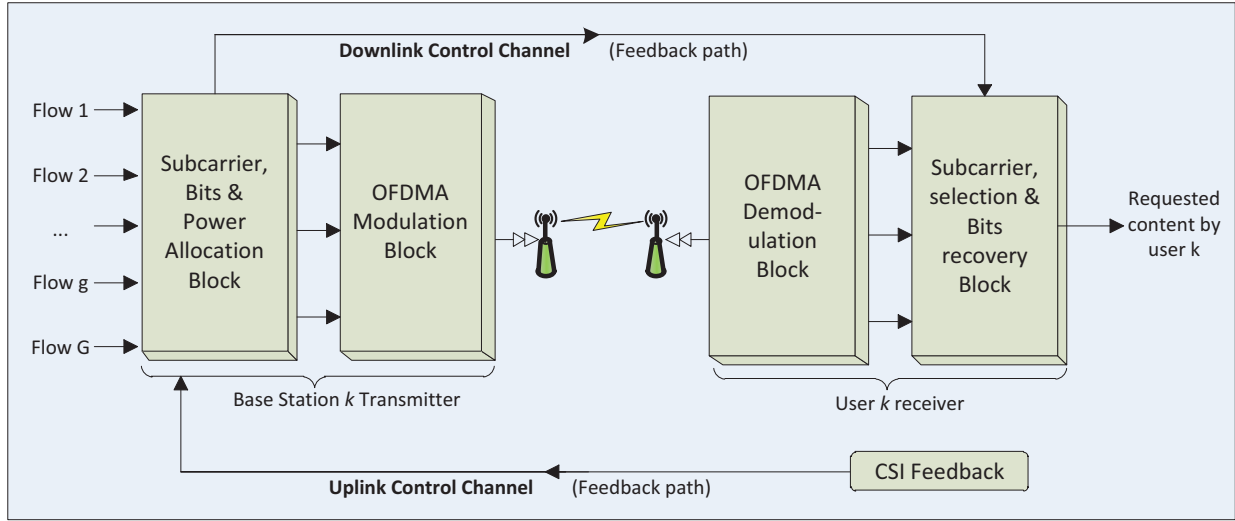 Downlink Control Channel (Feedback path)
Flow 1
Flow 2
...
Flow g
Flow G
Subcarrier,
Bits &
Power
Allocation
Block
OFDMA
Modulation
Block
OFDMA
Demod-
ulation
Block
Subcarrier,
selection &
Bits
recovery
Block
Requested
content by
user k
Base Station k Transmitter
User k receiver
CSI Feedback
Uplink Control Channel (Feedback path)